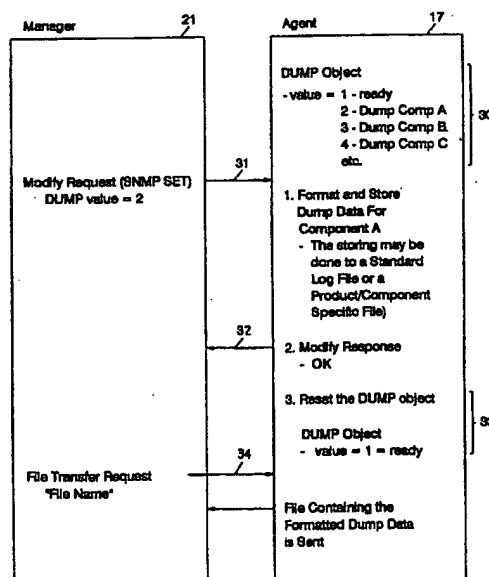 Manager
21
Agent
17
DUMP Object
- value = 1 - ready
2 - Dump Comp A
3 - Dump Comp B.
4 - Dump Comp C
etc.
31
Modify Request (SNMP SET)
DUMP value = 2
1. Format and Store
Dump Data For
Component A
- The storing may be
done to a Standard
Log File or a
Product/Component
Specific File)
32
2. Modify Response
- OK
3. Reset the DUMP object
DUMP Object
- value = 1 = ready
34
File Transfer Request
"File Name"
File Containing the
Formatted Dump Data
is Sent